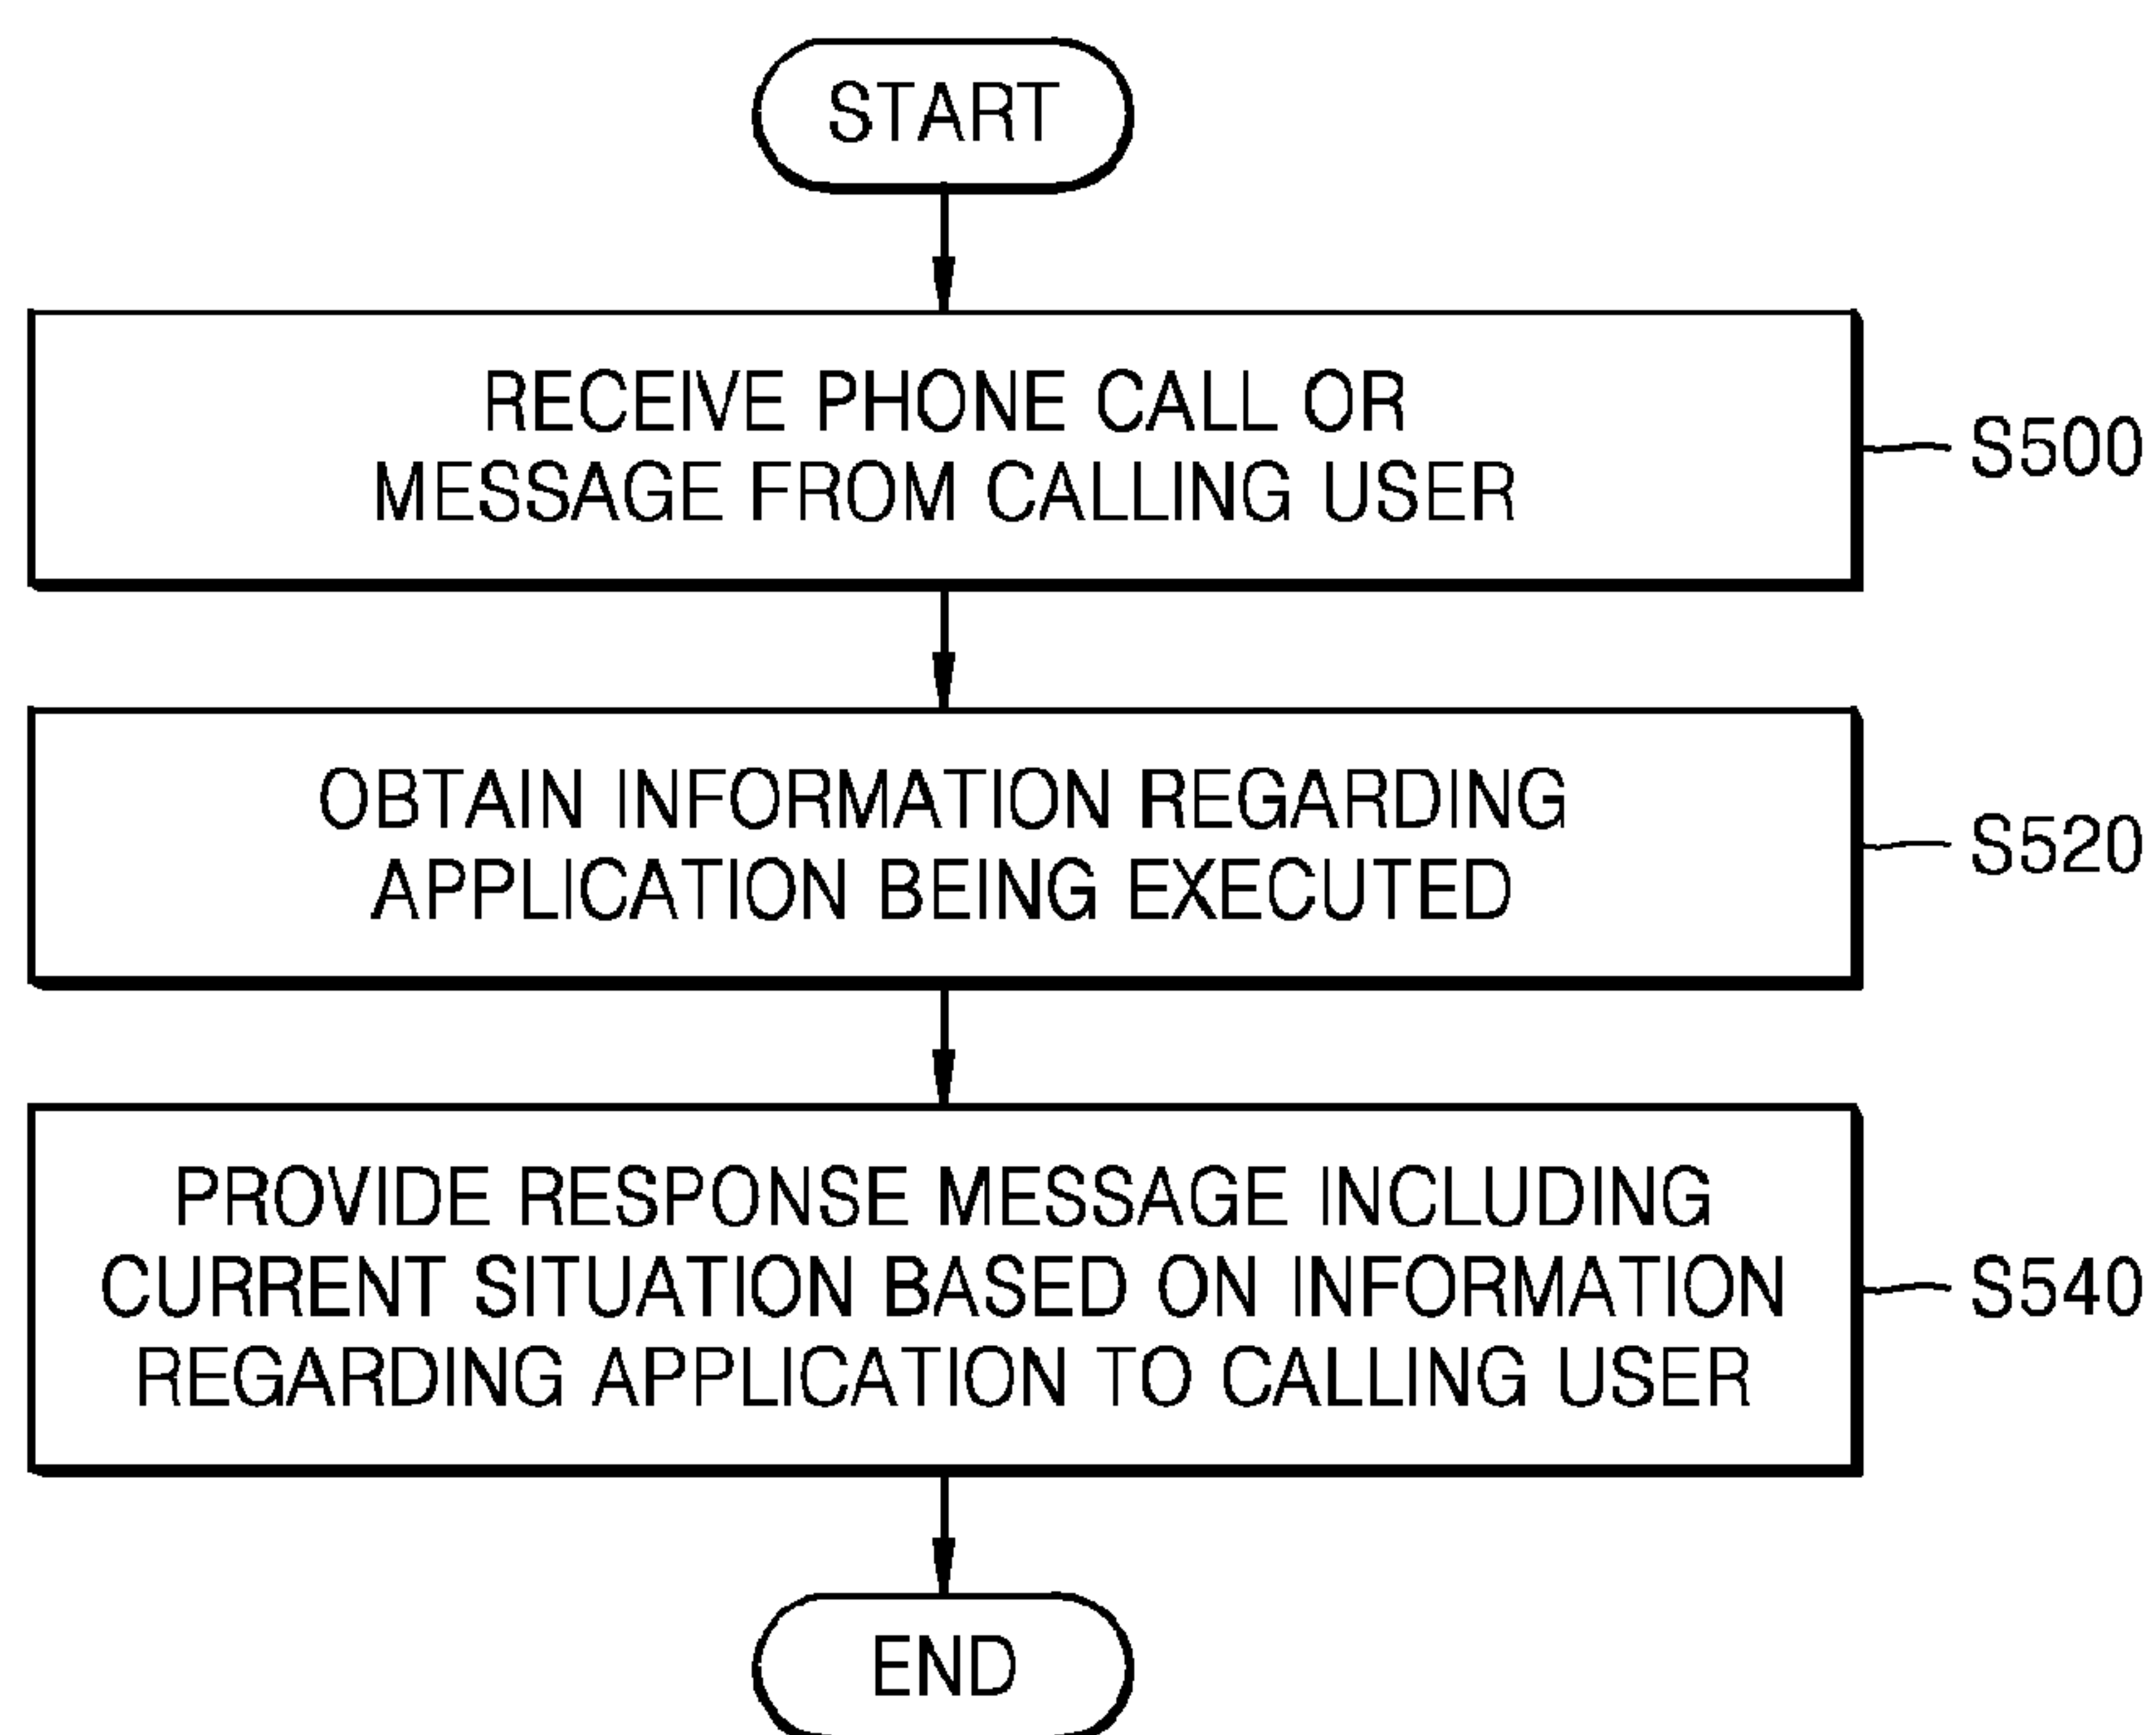 START
RECEIVE PHONE CALL OR
MESSAGE FROM CALLING USER
S500
OBTAIN INFORMATION REGARDING
APPLICATION BEING EXECUTED
S520
PROVIDE RESPONSE MESSAGE INCLUDING
CURRENT SITUATION BASED ON INFORMATION
REGARDING APPLICATION TO CALLING USER
S540
END